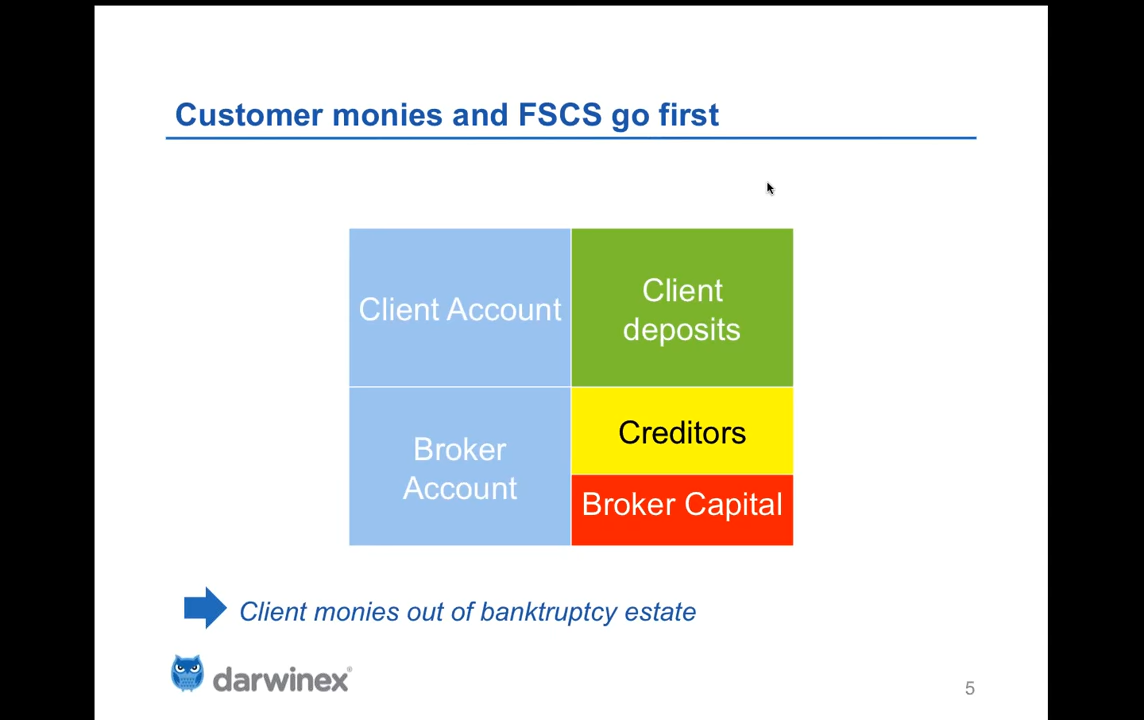 Customer monies and FSCS go first
Client Account
Client
deposits
Broker
Account
Creditors
Broker Capital
Client monies out of banktruptcy estate
darwinex®
5